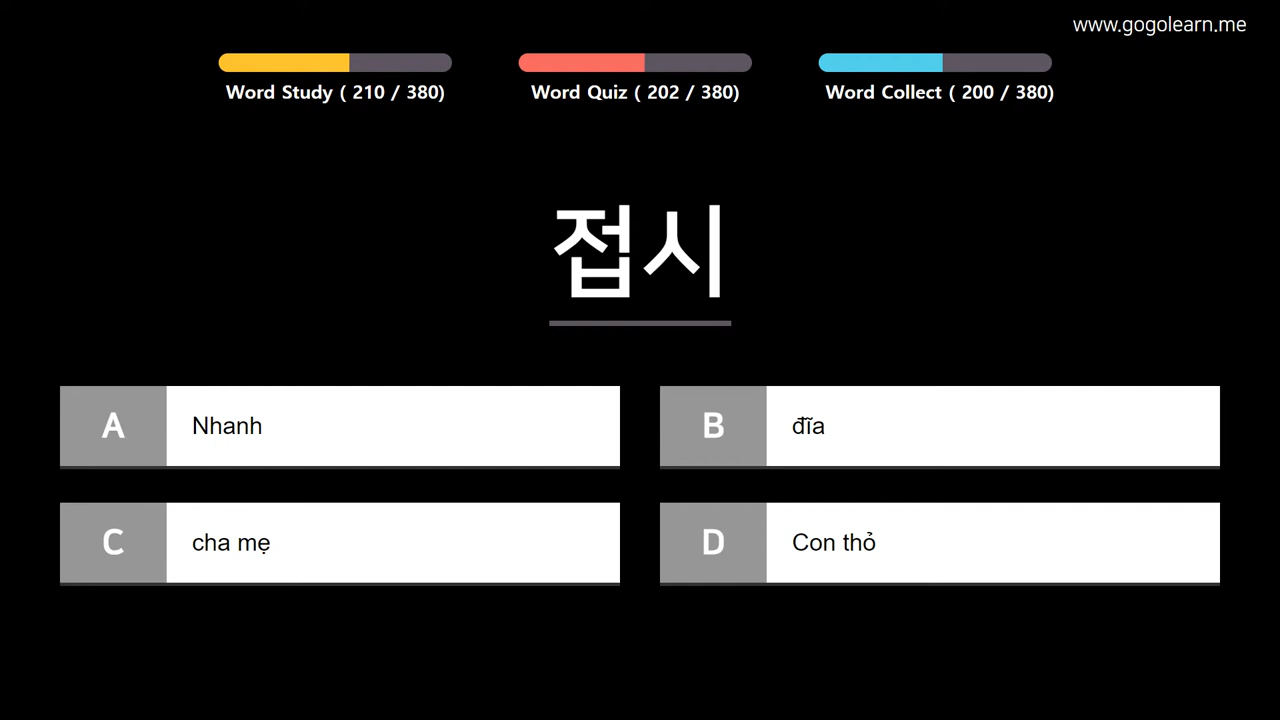 www.gogolearn.me
Word Study ( 210 / 380)
Word Quiz ( 202 / 380)
Word Collect ( 200 / 380)
접시
A Nhanh
B đĩa
C cha mẹ
D Con thỏ